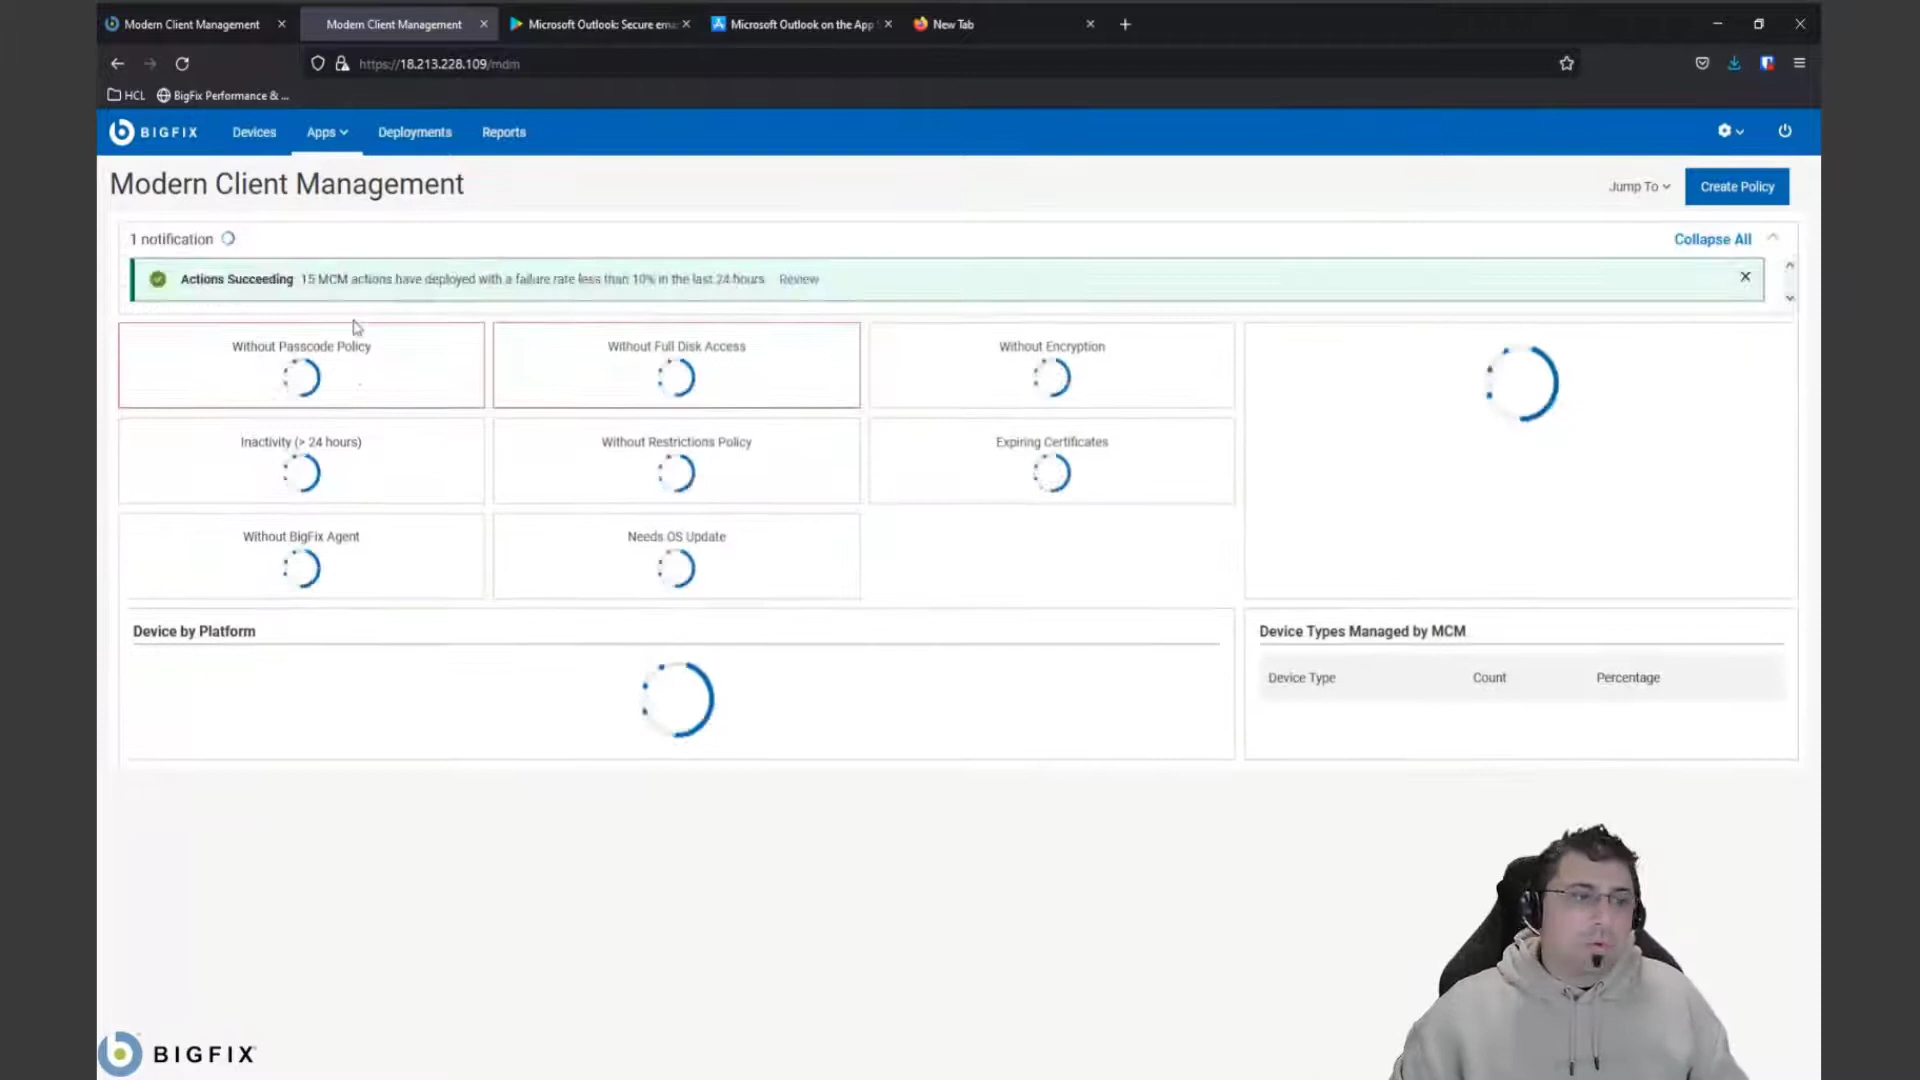 Modern Client Management
Modern Client Management
Microsoft Outlook: Secure ema
Microsoft Outlook on the App
New Tab
https://18.213.228.109/mdm
HCL
BigFix Performance & ...
BIGFIX
Devices
Apps
Deployments
Reports
Modern Client Management
Jump To
Create Policy
1 notification
Collapse All
Actions Succeeding 15 MCM actions have deployed with a failure rate less than 10% in the last 24 hours Review
Without Passcode Policy
Without Full Disk Access
Without Encryption
Inactivity (> 24 hours)
Without Restrictions Policy
Expiring Certificates
Without BigFix Agent
Needs OS Update
Device by Platform
Device Types Managed by MCM
Device Type
Count
Percentage
BIGFIX